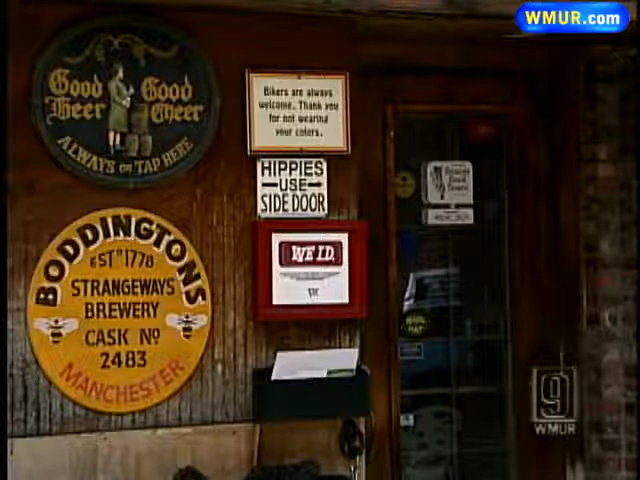 WMUR.com
Good Good
Beer Cheer
ALWAYS on TAP HERE
Bikers are always
welcome. Thank you
for not wearing
your colors.
HIPPIES
USE
SIDE DOOR
WE I.D.
BODDINGTONS
EST'D 1778
STRANGEWAYS
BREWERY
CASK No
2483
MANCHESTER
9
WMUR